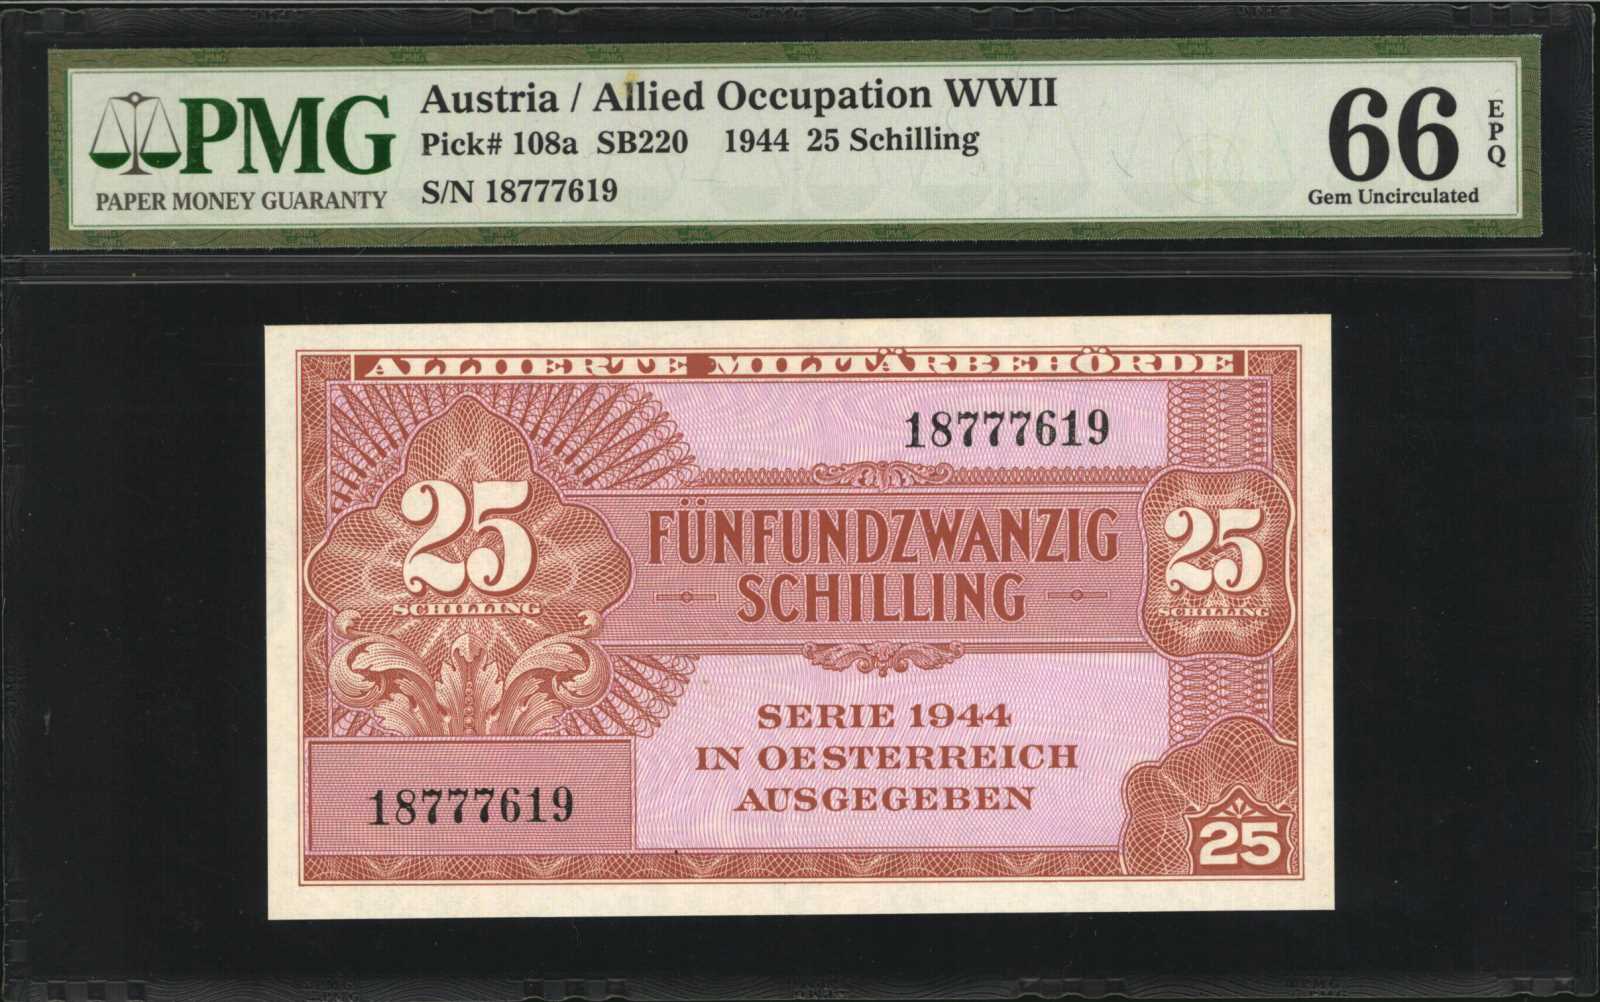 PMG
PAPER MONEY GUARANTY
Austria / Allied Occupation WWII
Pick# 108a SB220 1944 25 Schilling
S/N 18777619
66 EPQ
Gem Uncirculated
ALLIIERTE MILITÄRBEHÖRDE
18777619
25
SCHILLING
FÜNFUNDZWANZIG
SCHILLING
25
SCHILLING
SERIE 1944
IN OESTERREICH
AUSGEGEBEN
18777619
25